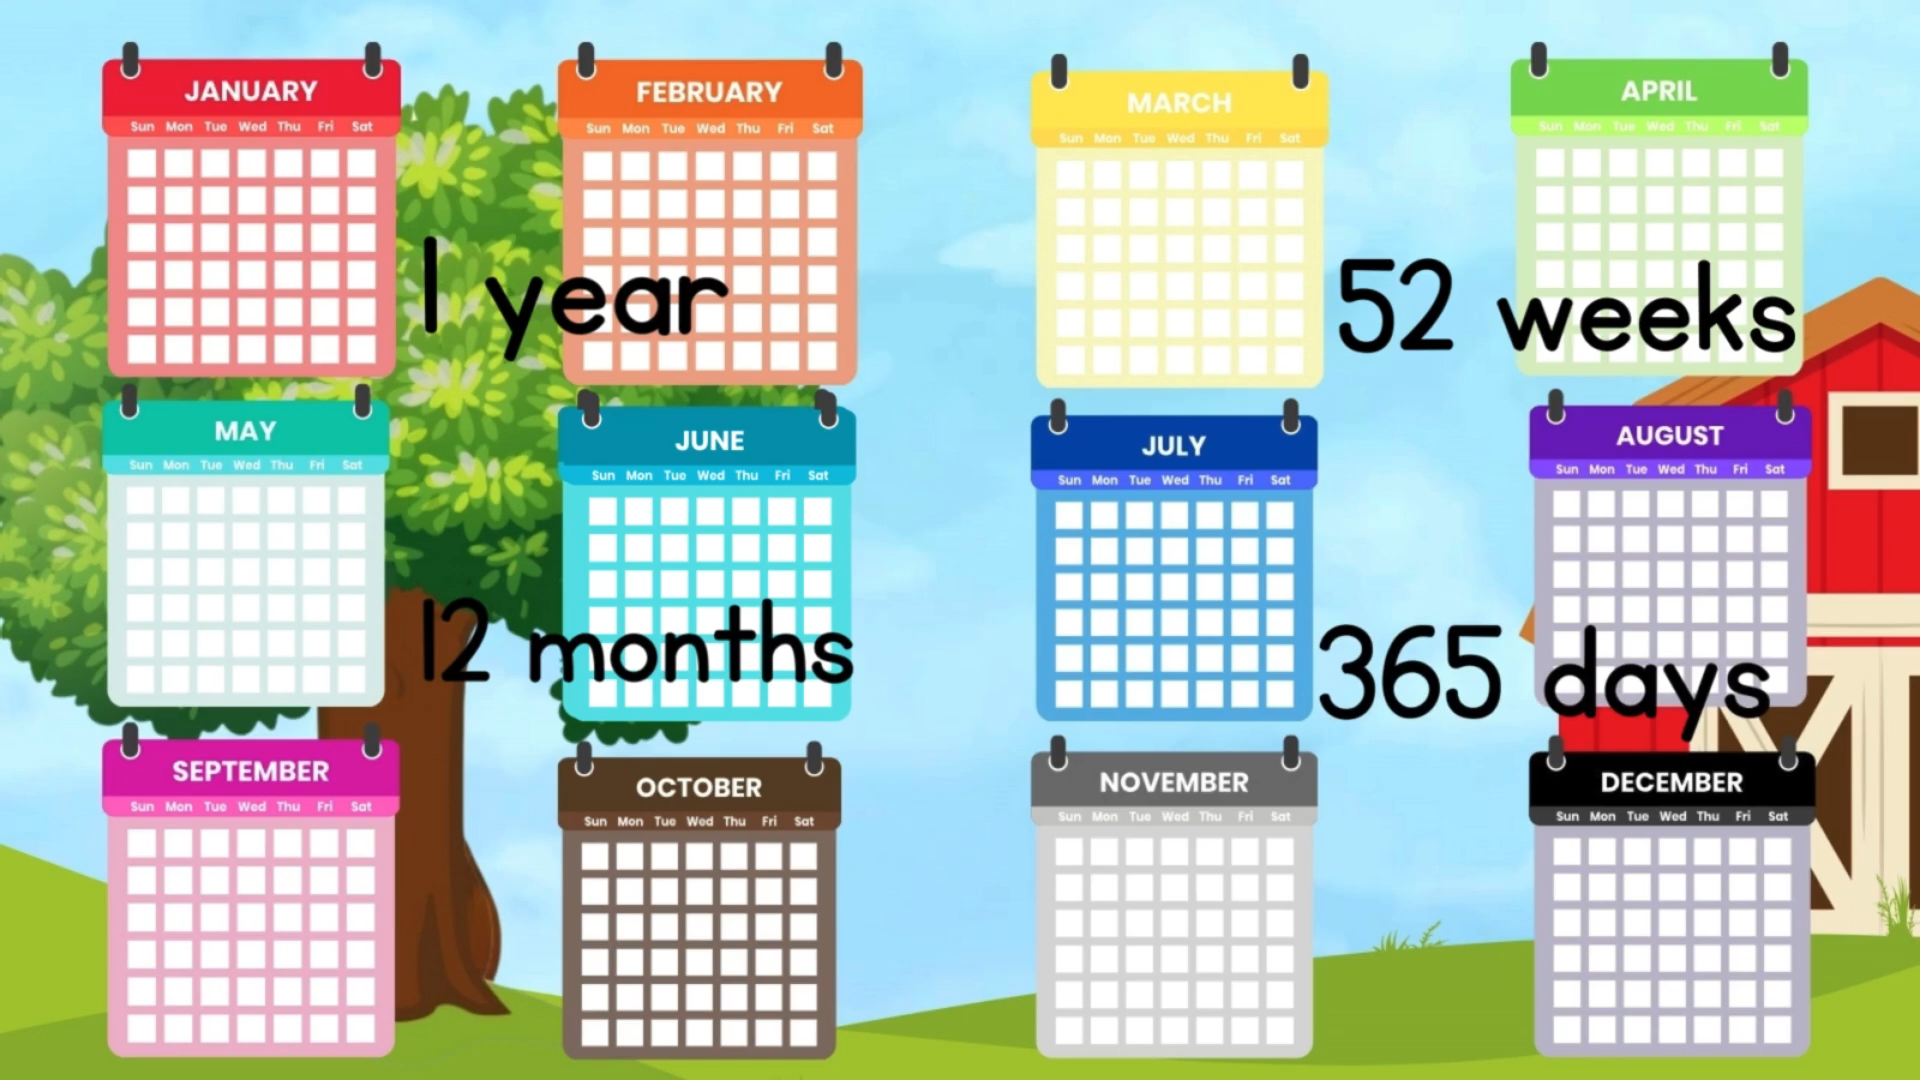 JANUARY
Sun Mon Tue Wed Thu Fri Sat
FEBRUARY
Sun Mon Tue Wed Thu Fri Sat
MARCH
Sun Mon Tue Wed Thu Fri Sat
APRIL
Sun Mon Tue Wed Thu Fri Sat
1 year
52 weeks
MAY
Sun Mon Tue Wed Thu Fri Sat
JUNE
Sun Mon Tue Wed Thu Fri Sat
JULY
Sun Mon Tue Wed Thu Fri Sat
AUGUST
Sun Mon Tue Wed Thu Fri Sat
12 months
365 days
SEPTEMBER
Sun Mon Tue Wed Thu Fri Sat
OCTOBER
Sun Mon Tue Wed Thu Fri Sat
NOVEMBER
Sun Mon Tue Wed Thu Fri Sat
DECEMBER
Sun Mon Tue Wed Thu Fri Sat